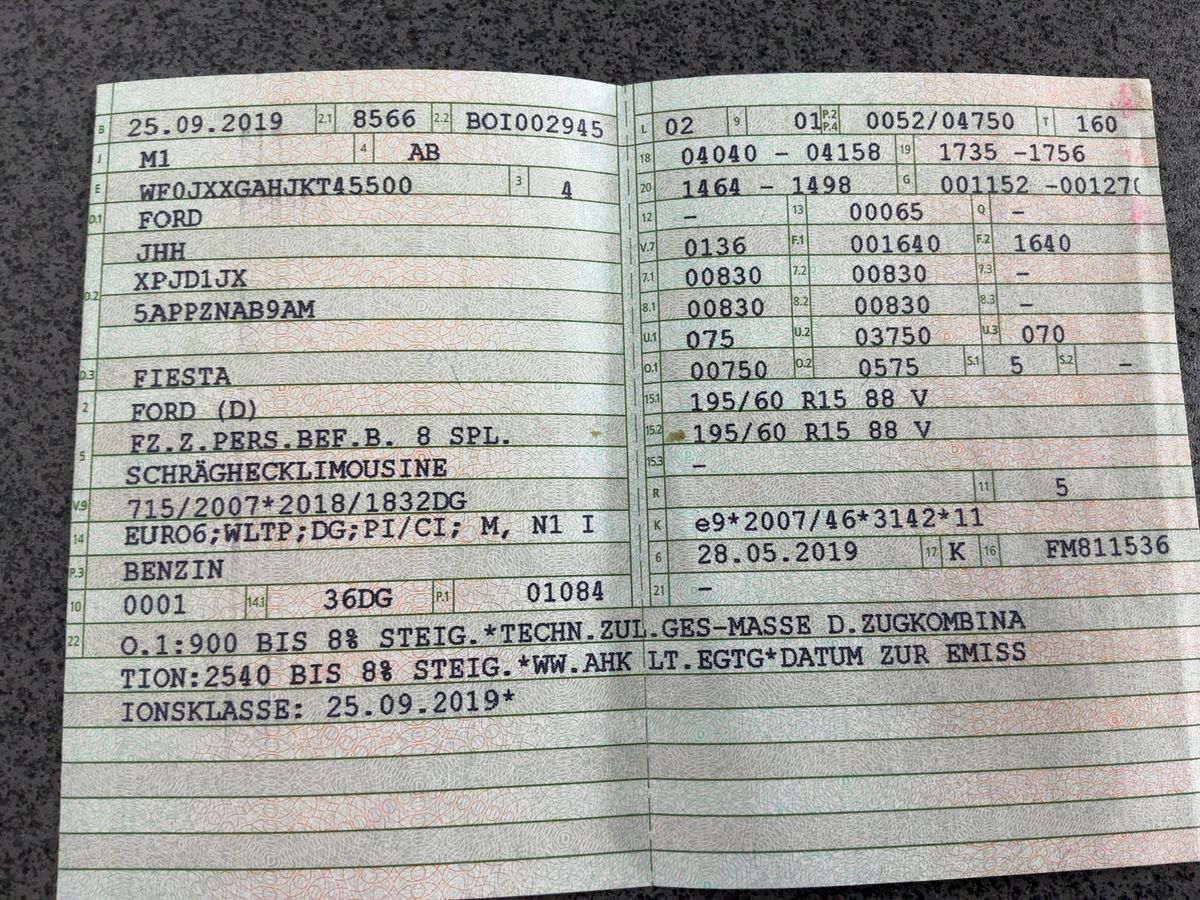 B 25.09.2019 2.1 8566 2.2 BOI002945
J M1 4 AB
E WF0JXXGAHJKT45500 3 4
D.1 FORD
JHH
D.2 XPJD1JX
5APPZNAB9AM
D.3 FIESTA
2 FORD (D)
5 FZ.Z.PERS.BEF.B. 8 SPL.
SCHRÄGHECKLIMOUSINE
V.9 715/2007*2018/1832DG
14 EURO6;WLTP;DG;PI/CI; M, N1 I
P.3 BENZIN
10 0001 14.1 36DG P.1 01084
L 02 9 01 P.2 P.4 0052/04750 T 160
18 04040 - 04158 19 1735 -1756
20 1464 - 1498 G 001152 -00127
12 - 13 00065 Q -
V.7 0136 F.1 001640 F.2 1640
7.1 00830 7.2 00830 7.3 -
8.1 00830 8.2 00830 8.3 -
U.1 075 U.2 03750 U.3 070
O.1 00750 O.2 0575 S.1 5 S.2 -
15.1 195/60 R15 88 V
15.2 195/60 R15 88 V
15.3 -
R 11 5
K e9*2007/46*3142*11
6 28.05.2019 17 K 16 FM811536
21 -
22 O.1:900 BIS 8% STEIG.*TECHN.ZUL.GES-MASSE D.ZUGKOMBINA
TION:2540 BIS 8% STEIG.*WW.AHK LT.EGTG*DATUM ZUR EMISS
IONSKLASSE: 25.09.2019*